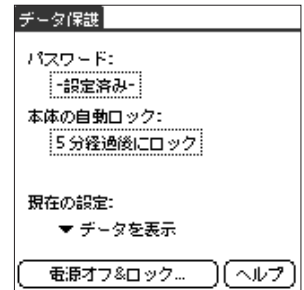 データ保護
パスワード:
-設定済み-
本体の自動ロック:
5分経過後にロック
現在の設定:
▼ データを表示
電源オフ&ロック... ヘルプ